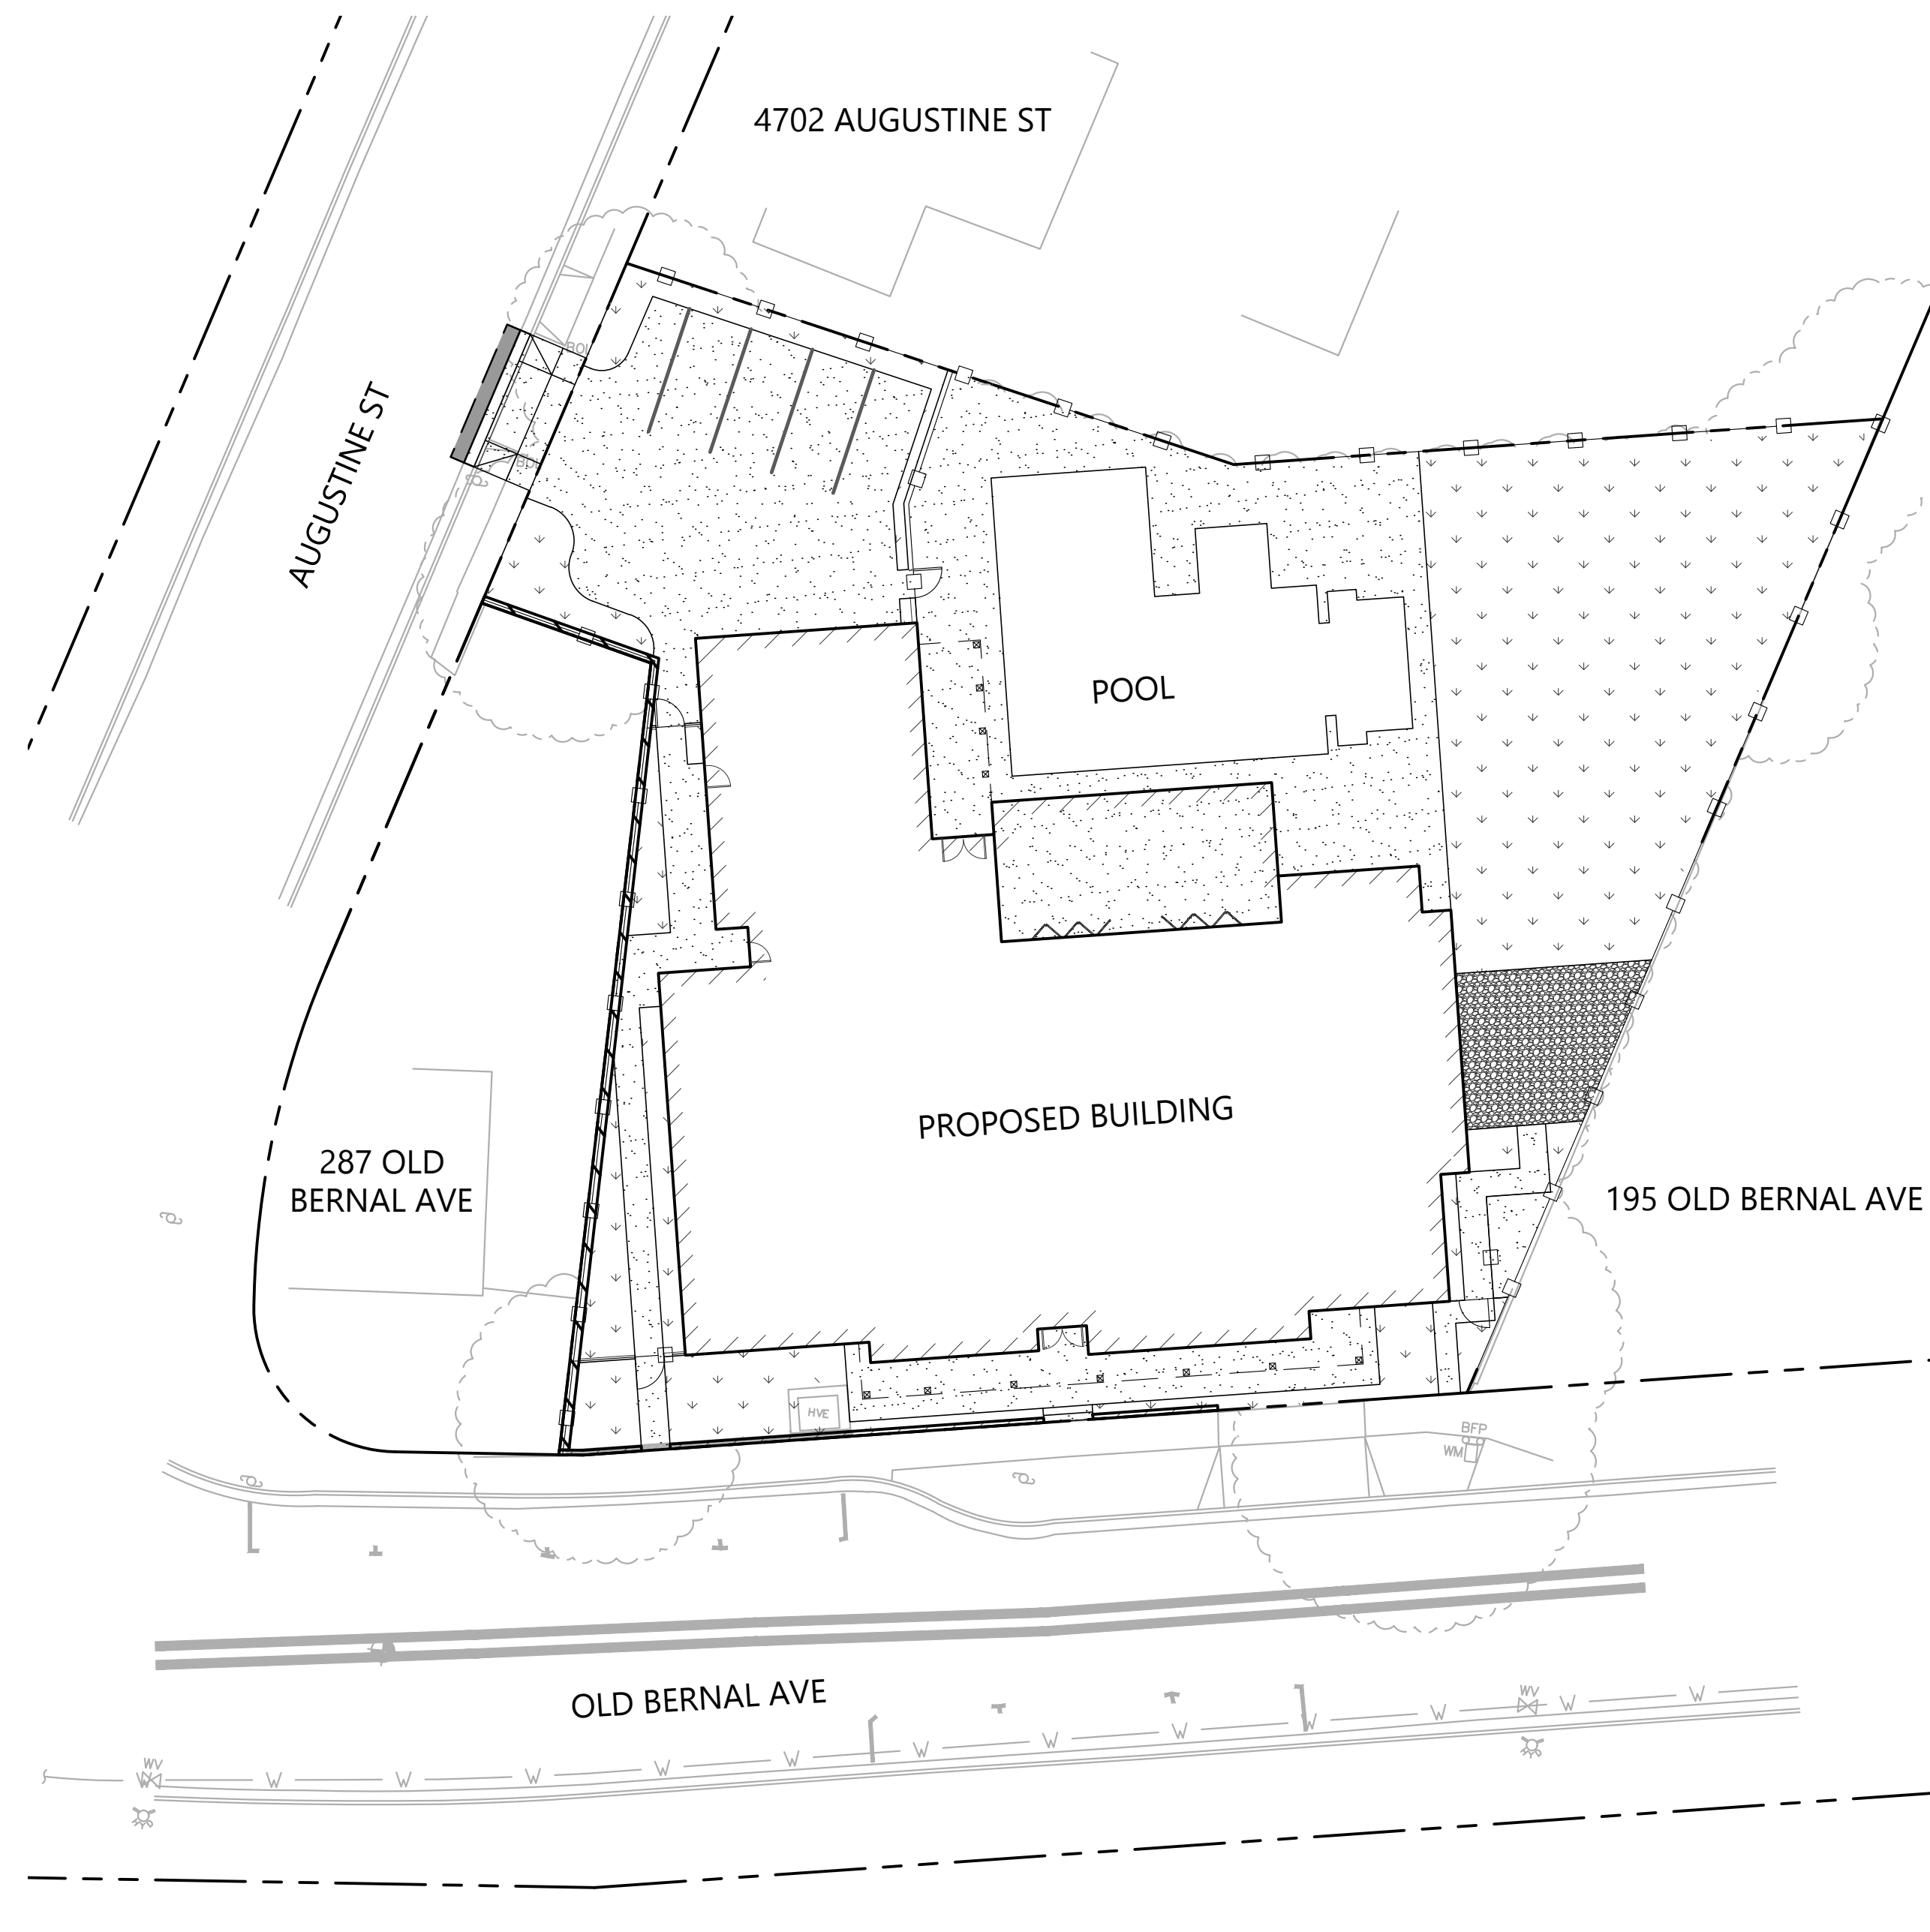 4702 AUGUSTINE ST
BOL
AUGUSTINE ST
POOL
PROPOSED BUILDING
287 OLD
BERNAL AVE
195 OLD BERNAL AVE
HVE
BFP
WM
OLD BERNAL AVE
WV
W W W W W W W W W W W W W
WV